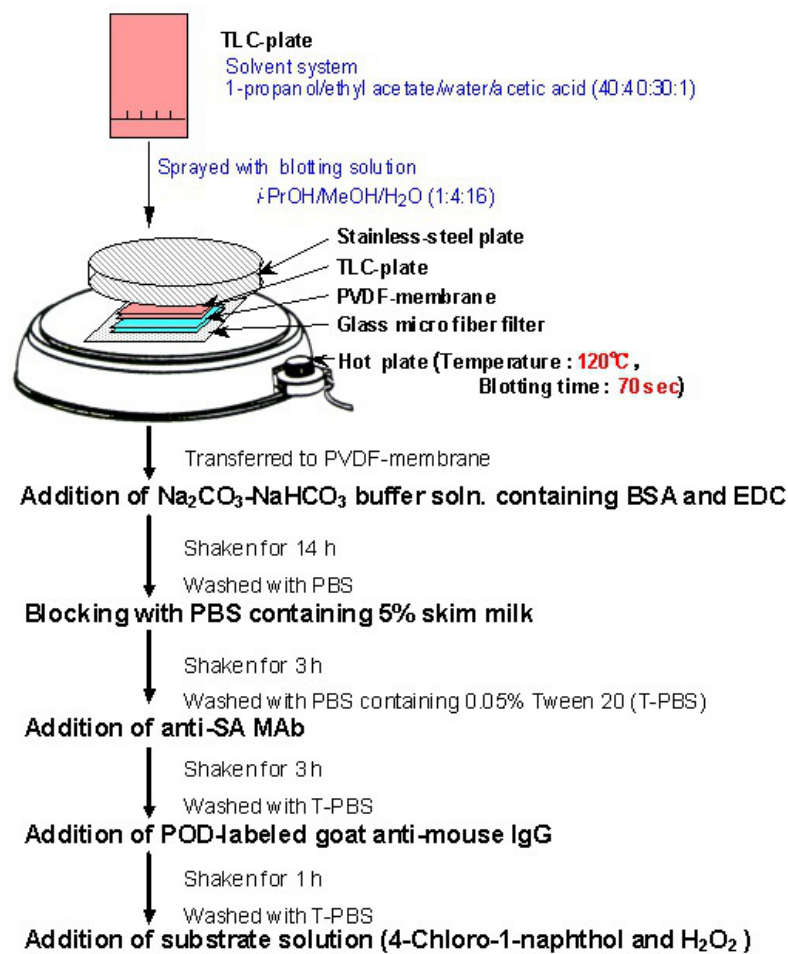 TLC-plate
Solvent system
1-propanol/ethyl acetate/water/acetic acid (40:40:30:1)
Sprayed with blotting solution
i-PrOH/MeOH/H₂O (1:4:16)
Stainless-steel plate
TLC-plate
PVDF-membrane
Glass micro fiber filter
Hot plate (Temperature : 120℃ ,
Blotting time : 70 sec)
Transferred to PVDF-membrane
Addition of Na₂CO₃-NaHCO₃ buffer soln. containing BSA and EDC
Shaken for 14 h
Washed with PBS
Blocking with PBS containing 5% skim milk
Shaken for 3 h
Washed with PBS containing 0.05% Tween 20 (T-PBS)
Addition of anti-SA MAb
Shaken for 3 h
Washed with T-PBS
Addition of POD-labeled goat anti-mouse IgG
Shaken for 1 h
Washed with T-PBS
Addition of substrate solution (4-Chloro-1-naphthol and H₂O₂ )